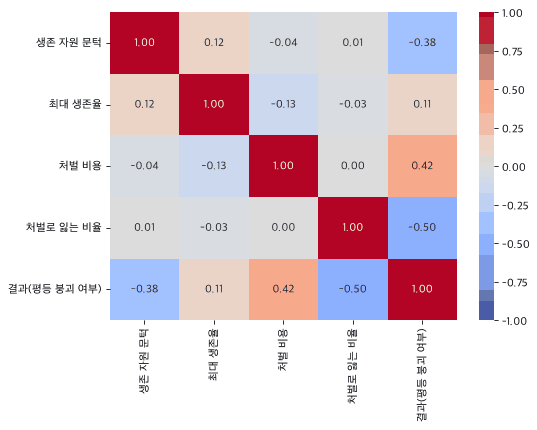 생존 자원 문턱 1.00 0.12 -0.04 0.01 -0.38
최대 생존율 0.12 1.00 -0.13 -0.03 0.11
처벌 비용 -0.04 -0.13 1.00 0.00 0.42
처벌로 잃는 비율 0.01 -0.03 0.00 1.00 -0.50
결과(평등 붕괴 여부) -0.38 0.11 0.42 -0.50 1.00
생존 자원 문턱
최대 생존율
처벌 비용
처벌로 잃는 비율
결과(평등 붕괴 여부)
1.00
0.75
0.50
0.25
0.00
-0.25
-0.50
-0.75
-1.00